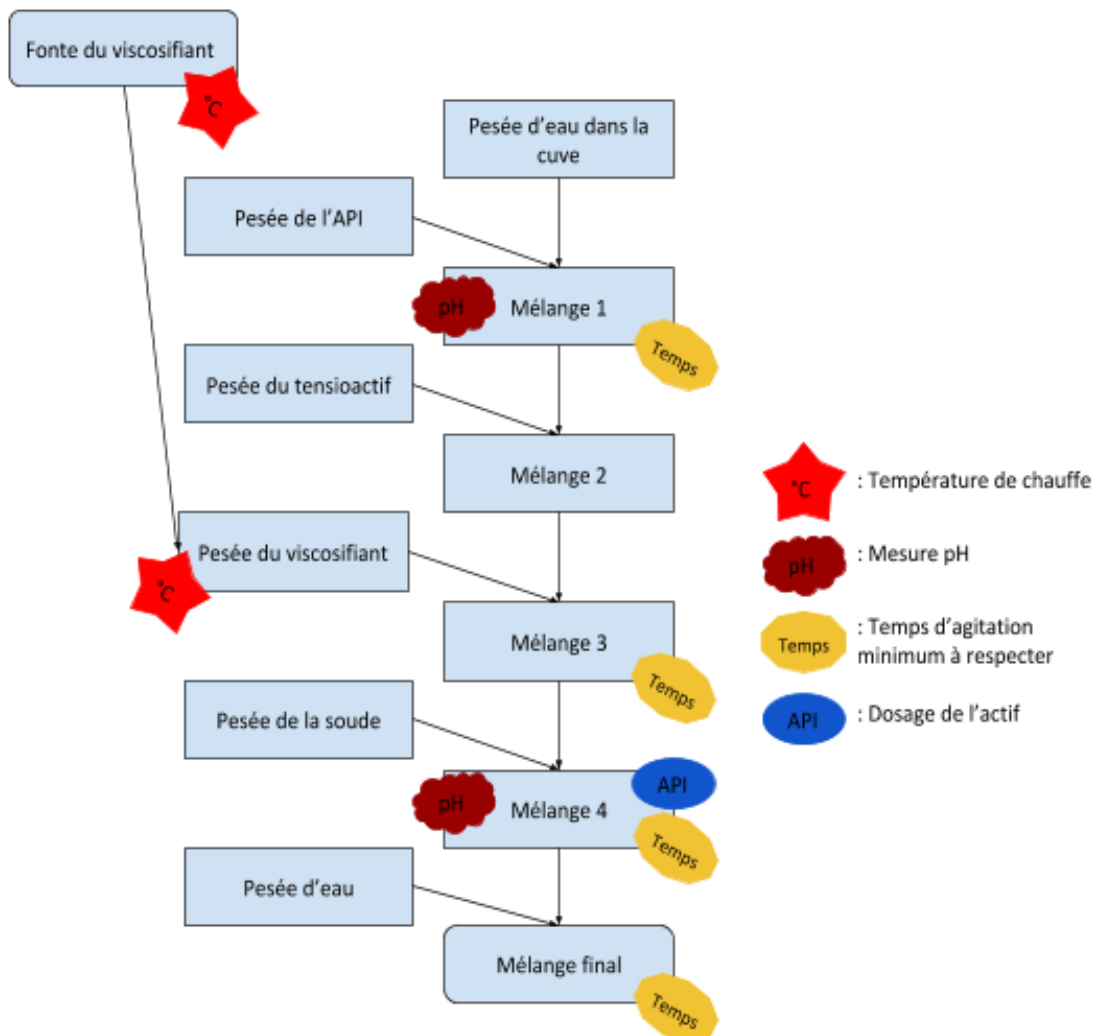 Fonte du viscosifiant
°C
Pesée d'eau dans la
cuve
Pesée de l'API
pH
Mélange 1
Temps
Pesée du tensioactif
Mélange 2
°C
: Température de chauffe
Pesée du viscosifiant
°C
pH
: Mesure pH
Mélange 3
Temps
Temps
: Temps d'agitation
minimum à respecter
Pesée de la soude
API
: Dosage de l'actif
pH
Mélange 4
API
Temps
Pesée d'eau
Mélange final
Temps